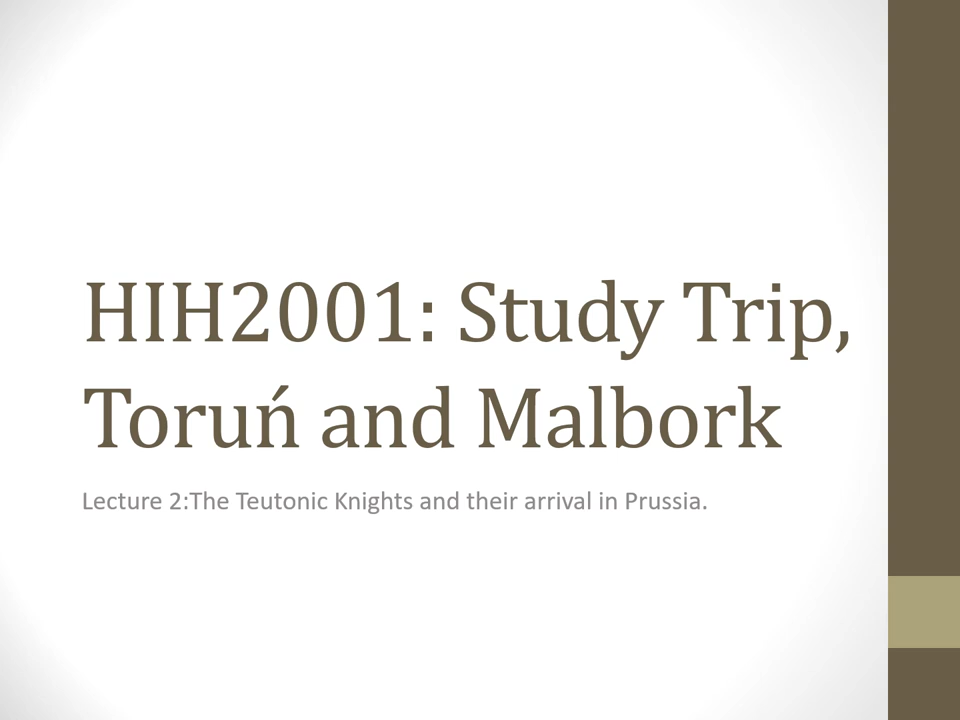 HIH2001: Study Trip,
Toruń and Malbork
Lecture 2:The Teutonic Knights and their arrival in Prussia.